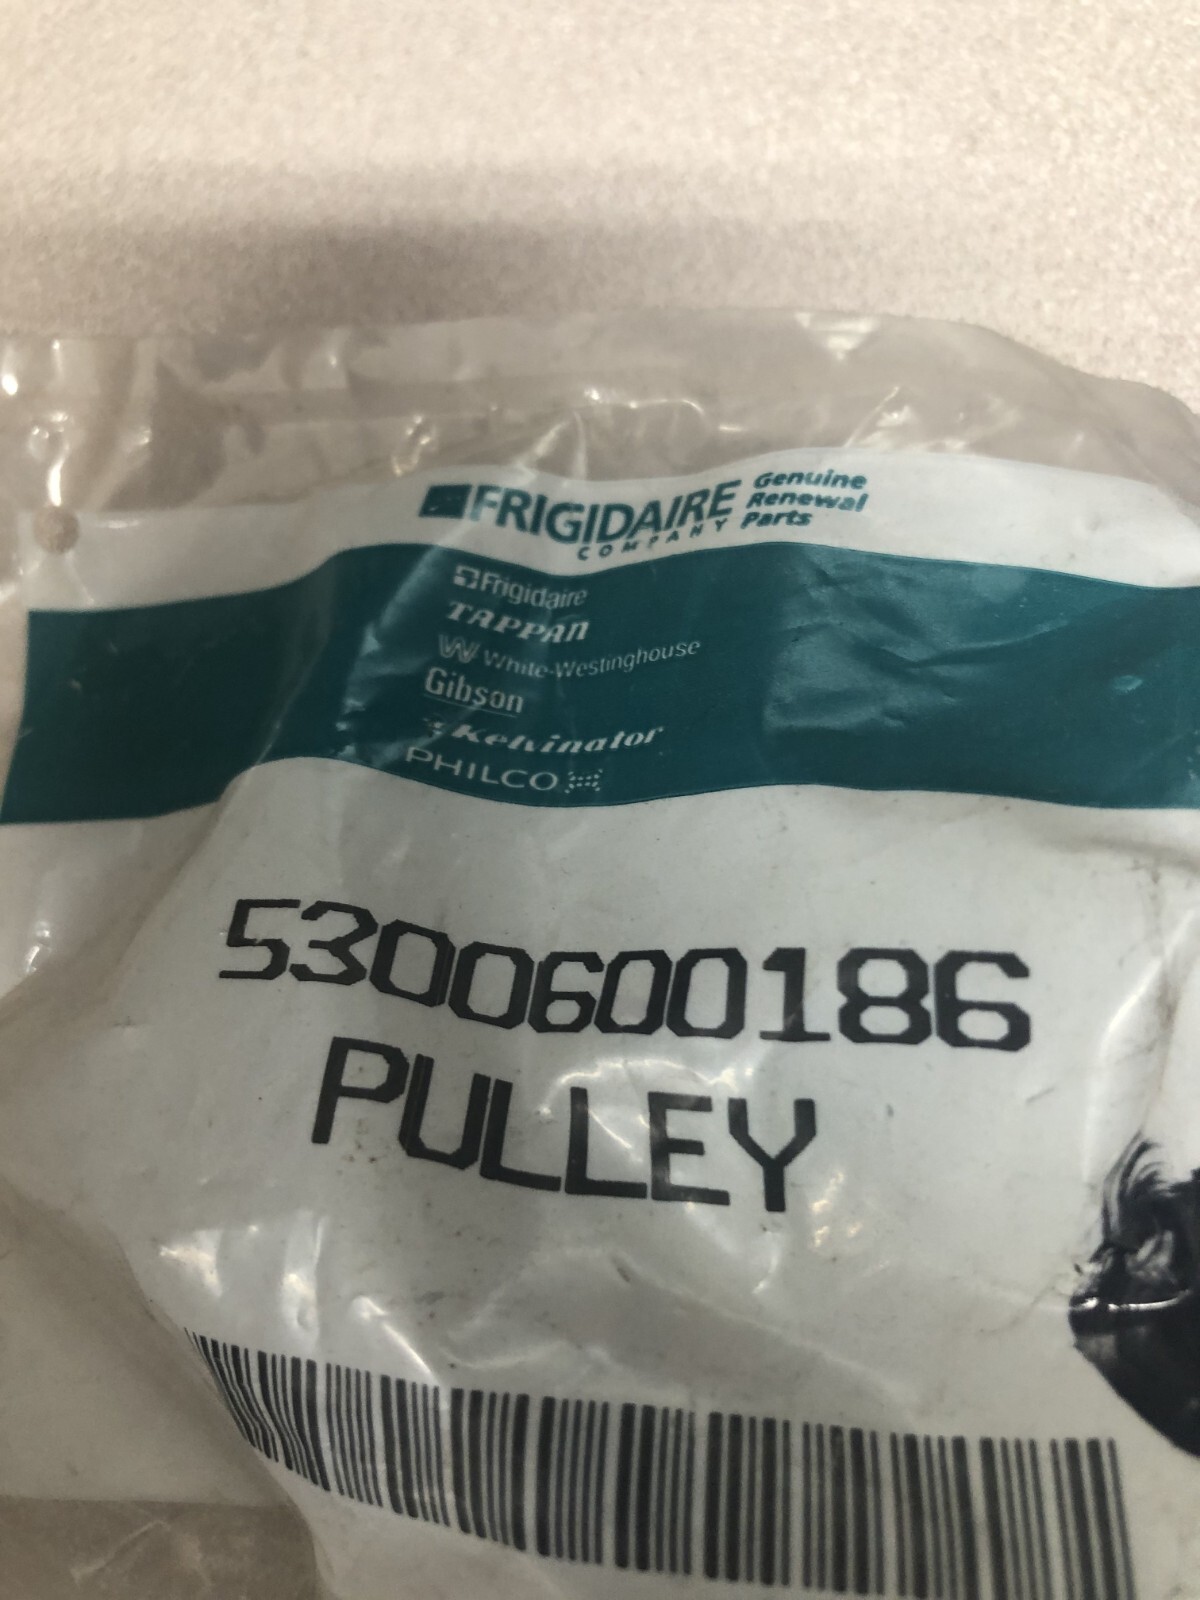 FRIGIDAIRE Genuine
COMPANY Renewal
Parts
Frigidaire
TAPPAN
White-Westinghouse
Gibson
Kelvinator
PHILCO
5300600186
PULLEY